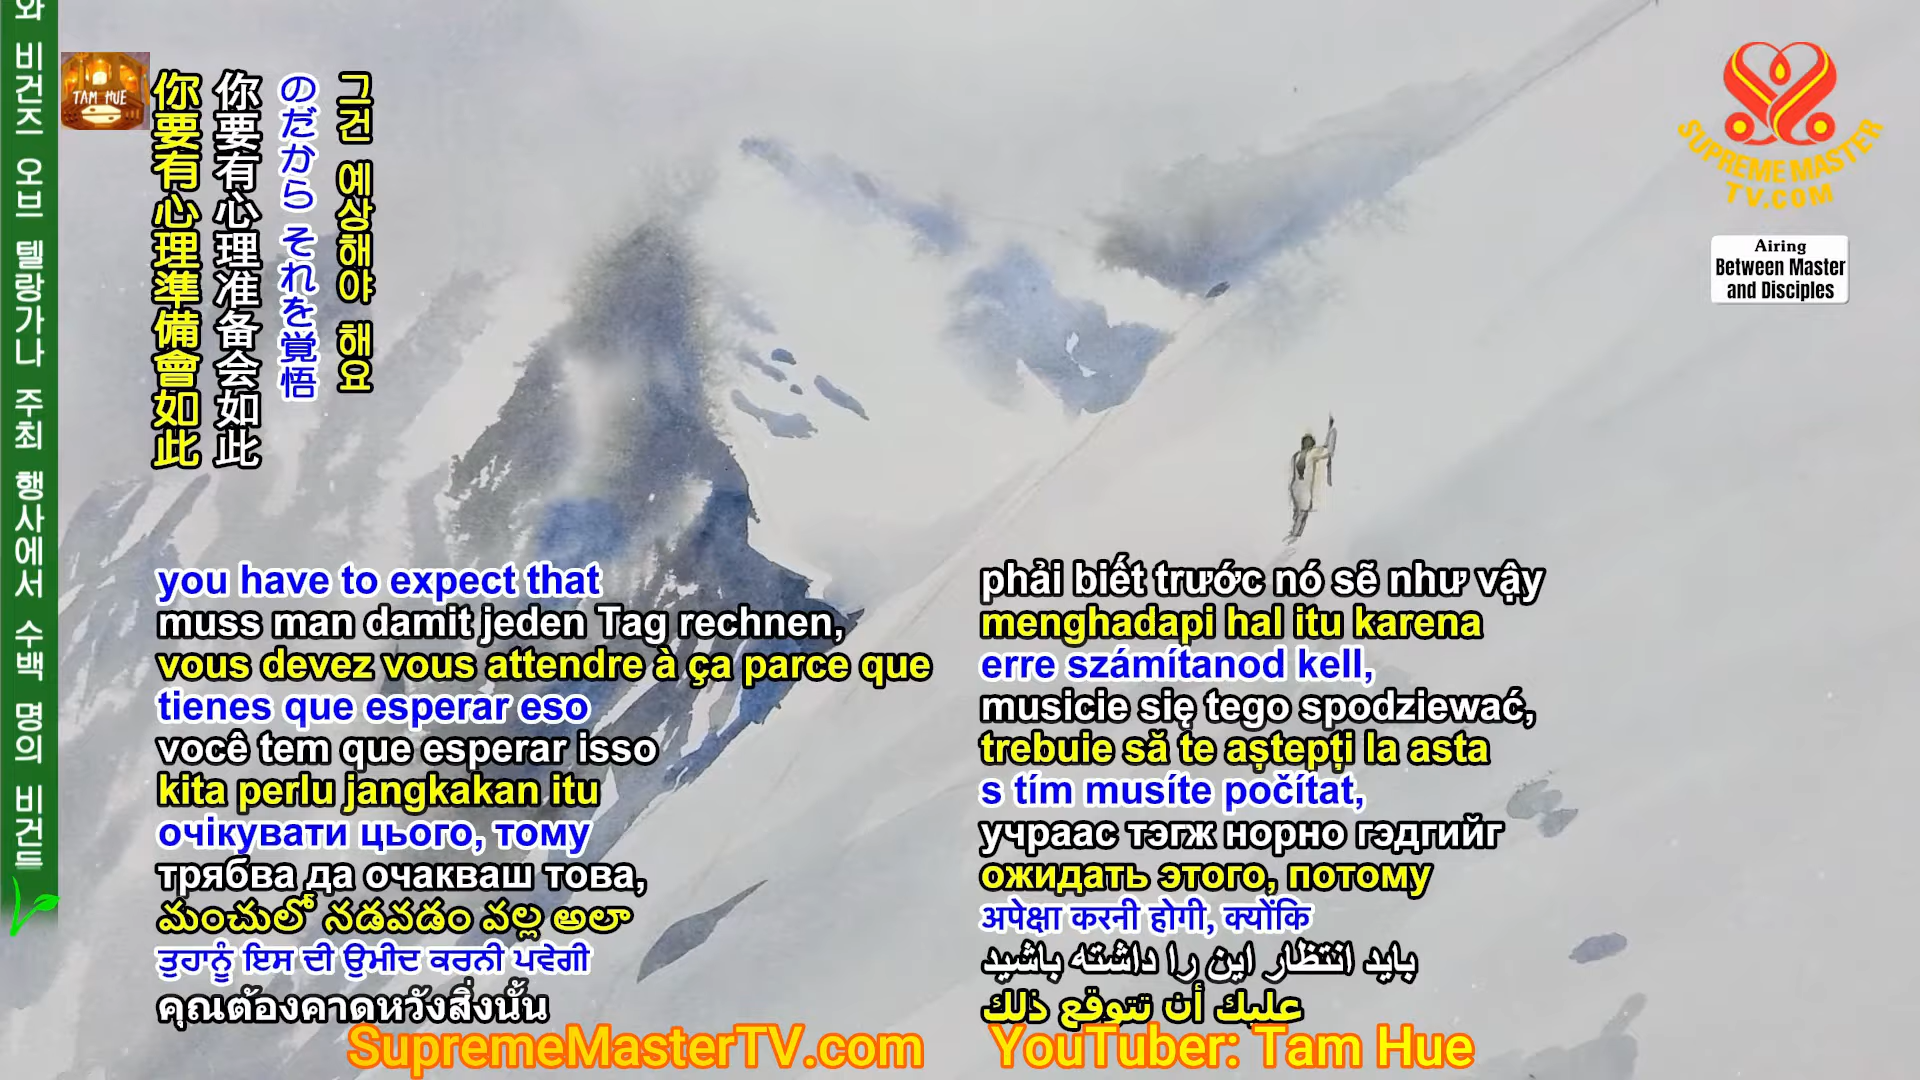 와 비건즈 오브 텔랑가나 주최 행사에서 수백 명의 비건들
TAM HUE
你要有心理準備會如此
你要有心理准备会如此
のだから それを覚悟
그건 예상해야 해요
SUPREME MASTER
TV.COM
Airing
Between Master
and Disciples
you have to expect that
muss man damit jeden Tag rechnen,
vous devez vous attendre à ça parce que
tienes que esperar eso
você tem que esperar isso
kita perlu jangkakan itu
очікувати цього, тому
трябва да очакваш това,
మంచులో నడవడం వల్ల అలా
ਤੁਹਾਨੂੰ ਇਸ ਦੀ ਉਮੀਦ ਕਰਨੀ ਪਵੇਗੀ
คุณต้องคาดหวังสิ่งนั้น
phải biết trước nó sẽ như vậy
menghadapi hal itu karena
erre számítanod kell,
musicie się tego spodziewać,
trebuie să te aștepți la asta
s tím musíte počítat,
учраас тэгж норно гэдгийг
ожидать этого, потому
अपेक्षा करनी होगी, क्योंकि
باید انتظار این را داشته باشید
عليك أن تتوقع ذلك
SupremeMasterTV.com
YouTuber: Tam Hue